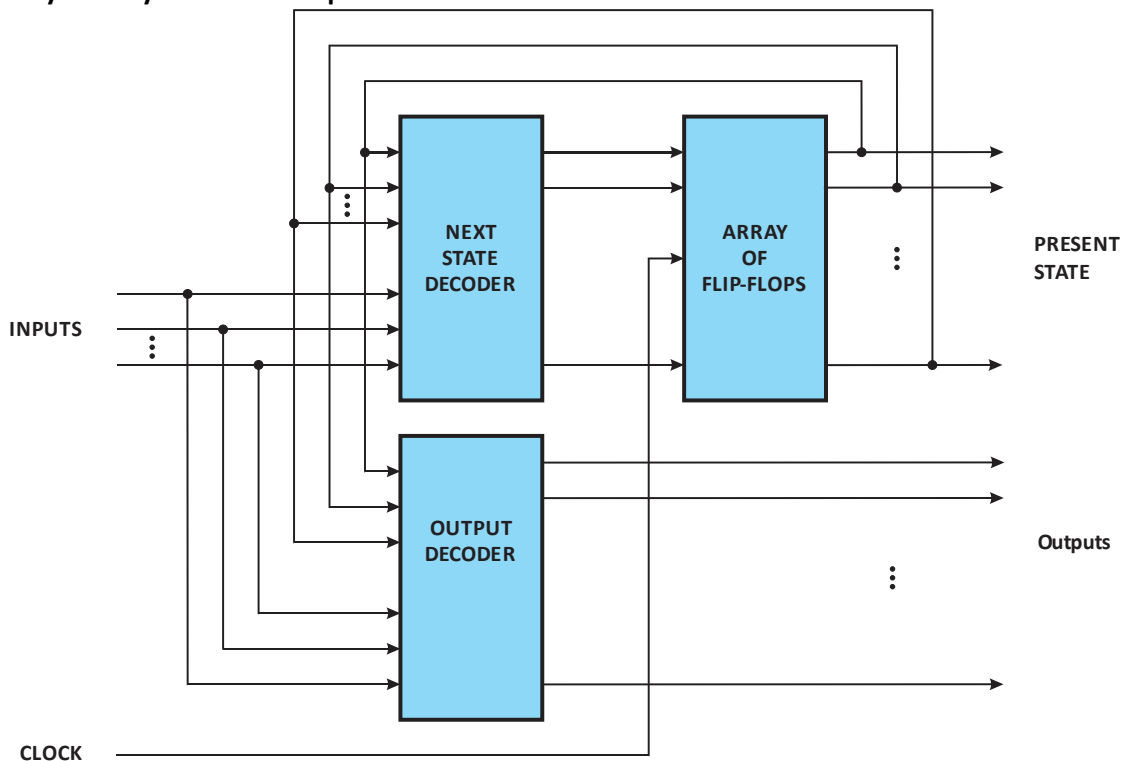 NEXT
STATE
DECODER
ARRAY
OF
FLIP-FLOPS
PRESENT
STATE
INPUTS
OUTPUT
DECODER
Outputs
CLOCK